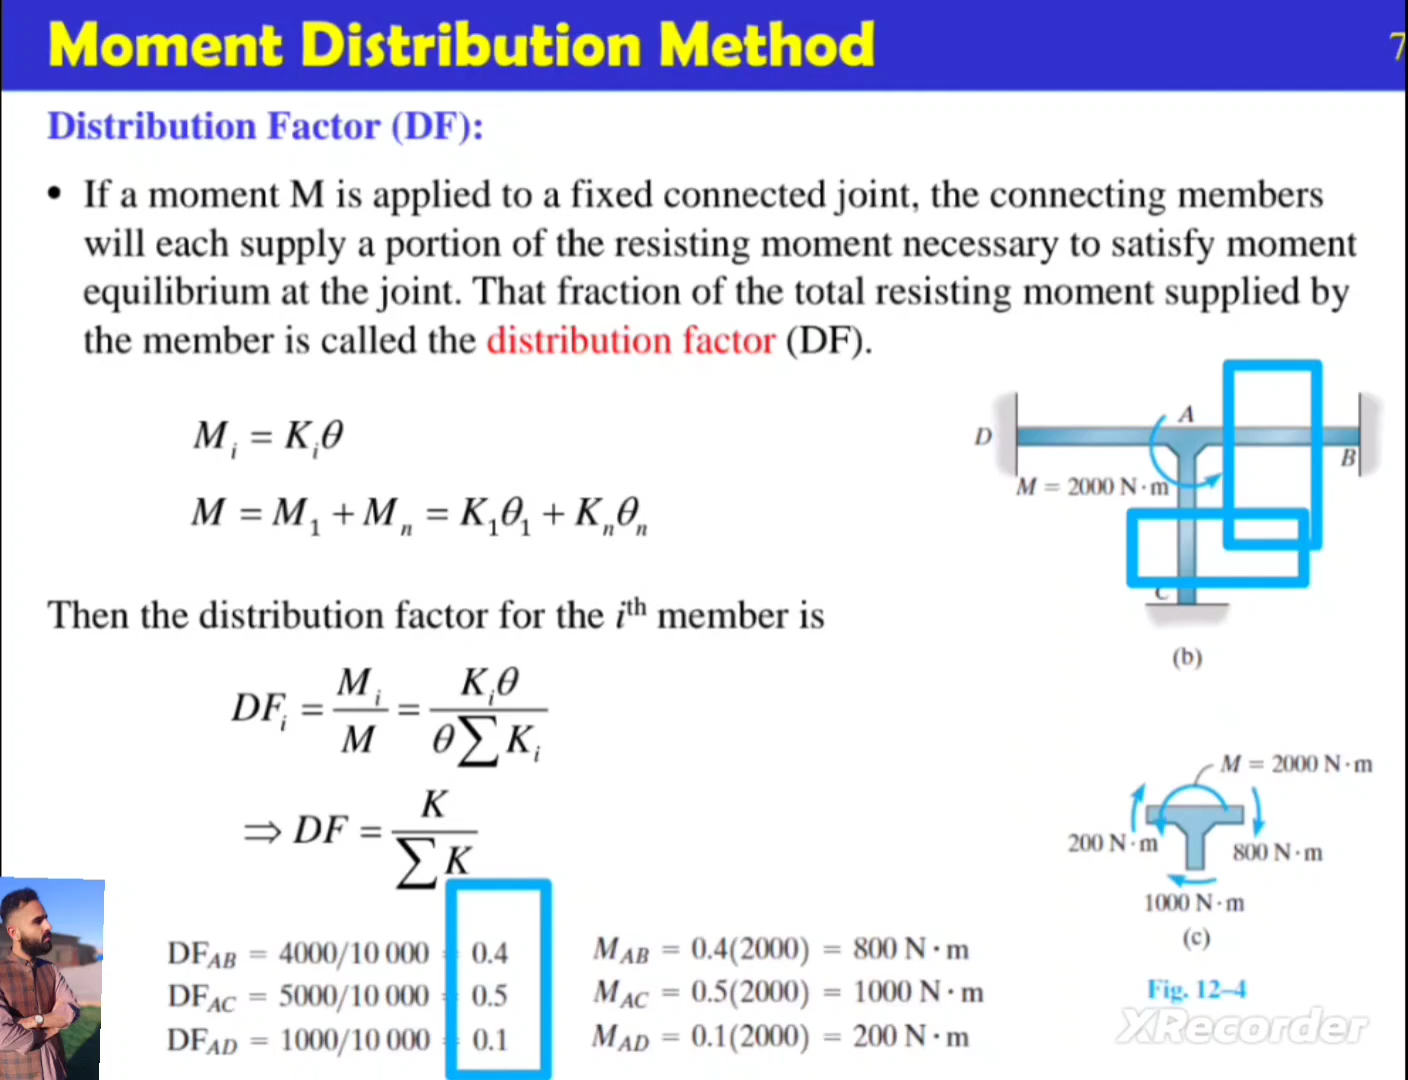 Moment Distribution Method
7
Distribution Factor (DF):
• If a moment M is applied to a fixed connected joint, the connecting members
will each supply a portion of the resisting moment necessary to satisfy moment
equilibrium at the joint. That fraction of the total resisting moment supplied by
the member is called the distribution factor (DF).
M_i = K_iθ
M = M_1 + M_n = K_1θ_1 + K_nθ_n
Then the distribution factor for the i^th member is
DF_i = M_i / M = K_iθ / θ∑K_i
⇒ DF = K / ∑K
DF_AB = 4000/10 000 = 0.4
DF_AC = 5000/10 000 = 0.5
DF_AD = 1000/10 000 = 0.1
M_AB = 0.4(2000) = 800 N·m
M_AC = 0.5(2000) = 1000 N·m
M_AD = 0.1(2000) = 200 N·m
A
D
B
M = 2000 N·m
C
(b)
M = 2000 N·m
200 N·m
800 N·m
1000 N·m
(c)
Fig. 12–4
XRecorder